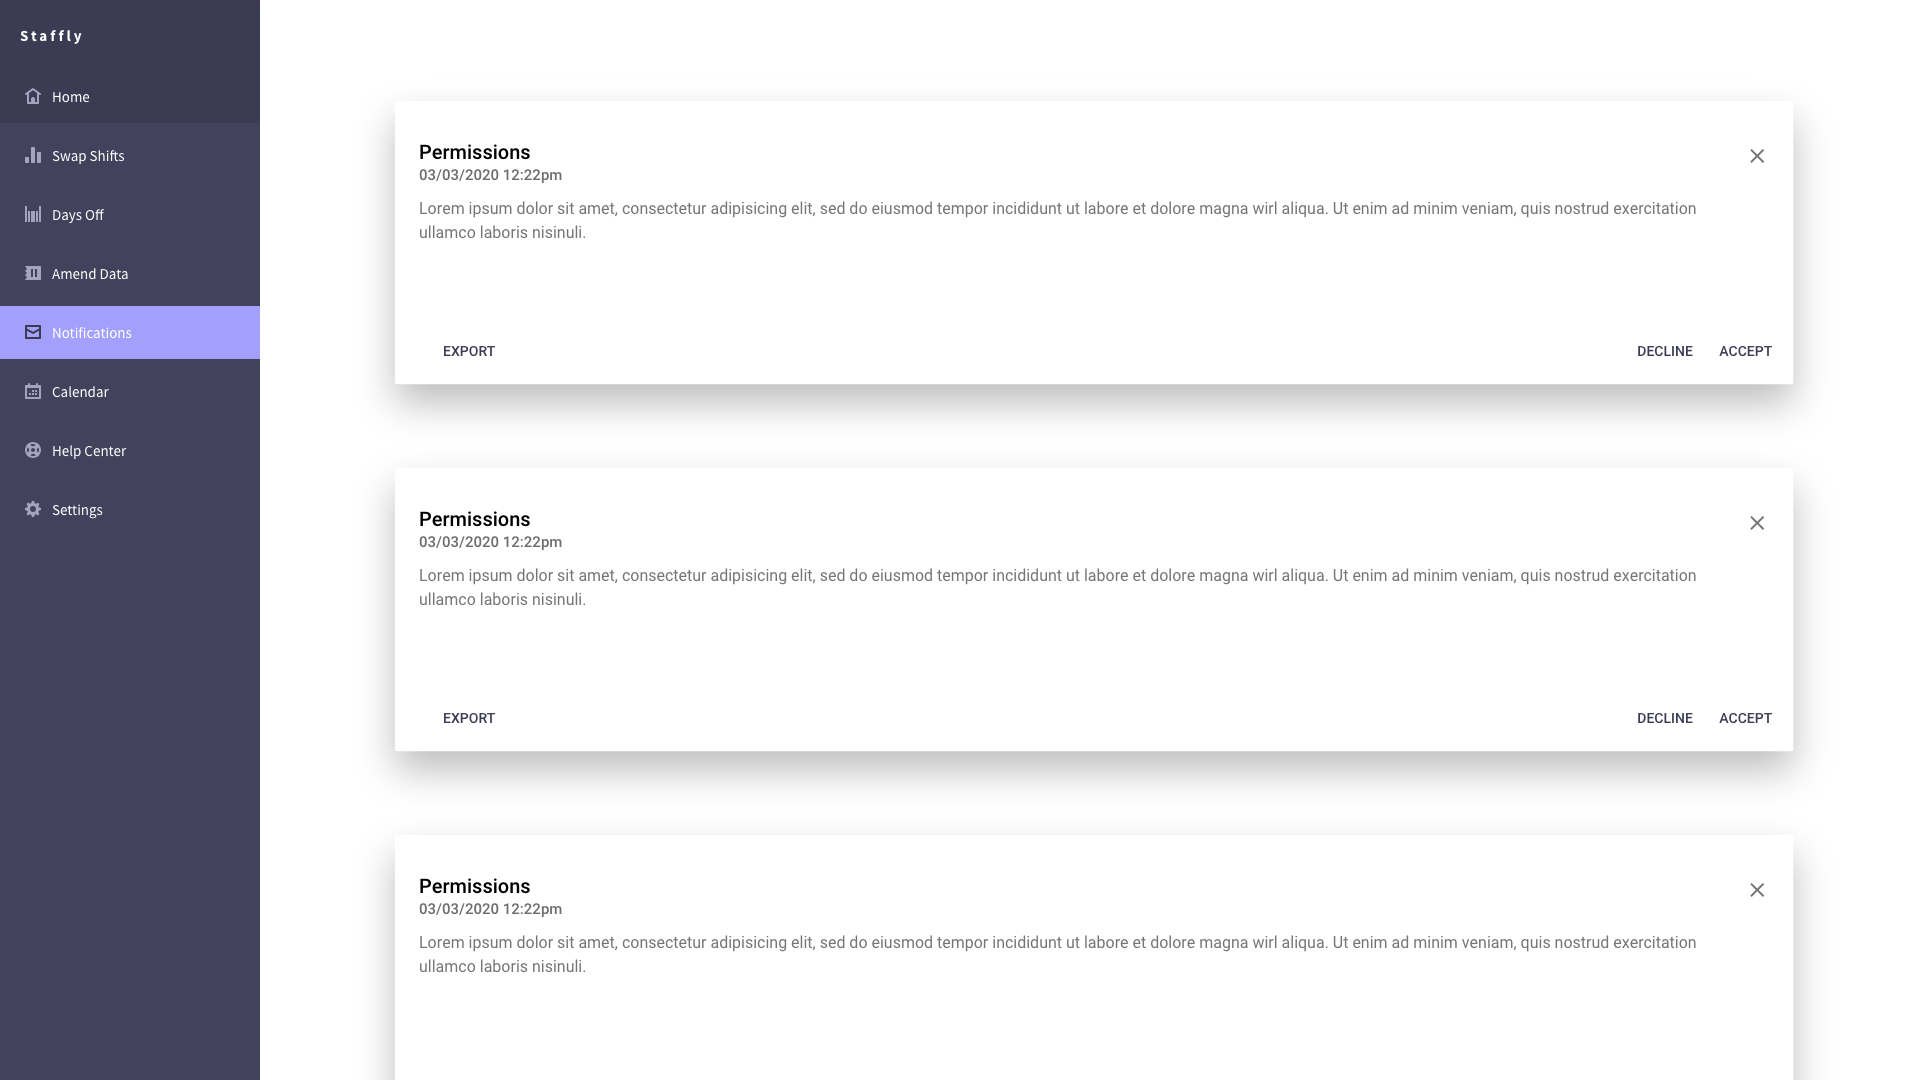 Staffly
Home
Swap Shifts
Days Off
Amend Data
Notifications
Calendar
Help Center
Settings
Permissions
03/03/2020 12:22pm
Lorem ipsum dolor sit amet, consectetur adipisicing elit, sed do eiusmod tempor incididunt ut labore et dolore magna wirl aliqua. Ut enim ad minim veniam, quis nostrud exercitation
ullamco laboris nisinuli.
EXPORT DECLINE ACCEPT
Permissions
03/03/2020 12:22pm
Lorem ipsum dolor sit amet, consectetur adipisicing elit, sed do eiusmod tempor incididunt ut labore et dolore magna wirl aliqua. Ut enim ad minim veniam, quis nostrud exercitation
ullamco laboris nisinuli.
EXPORT DECLINE ACCEPT
Permissions
03/03/2020 12:22pm
Lorem ipsum dolor sit amet, consectetur adipisicing elit, sed do eiusmod tempor incididunt ut labore et dolore magna wirl aliqua. Ut enim ad minim veniam, quis nostrud exercitation
ullamco laboris nisinuli.